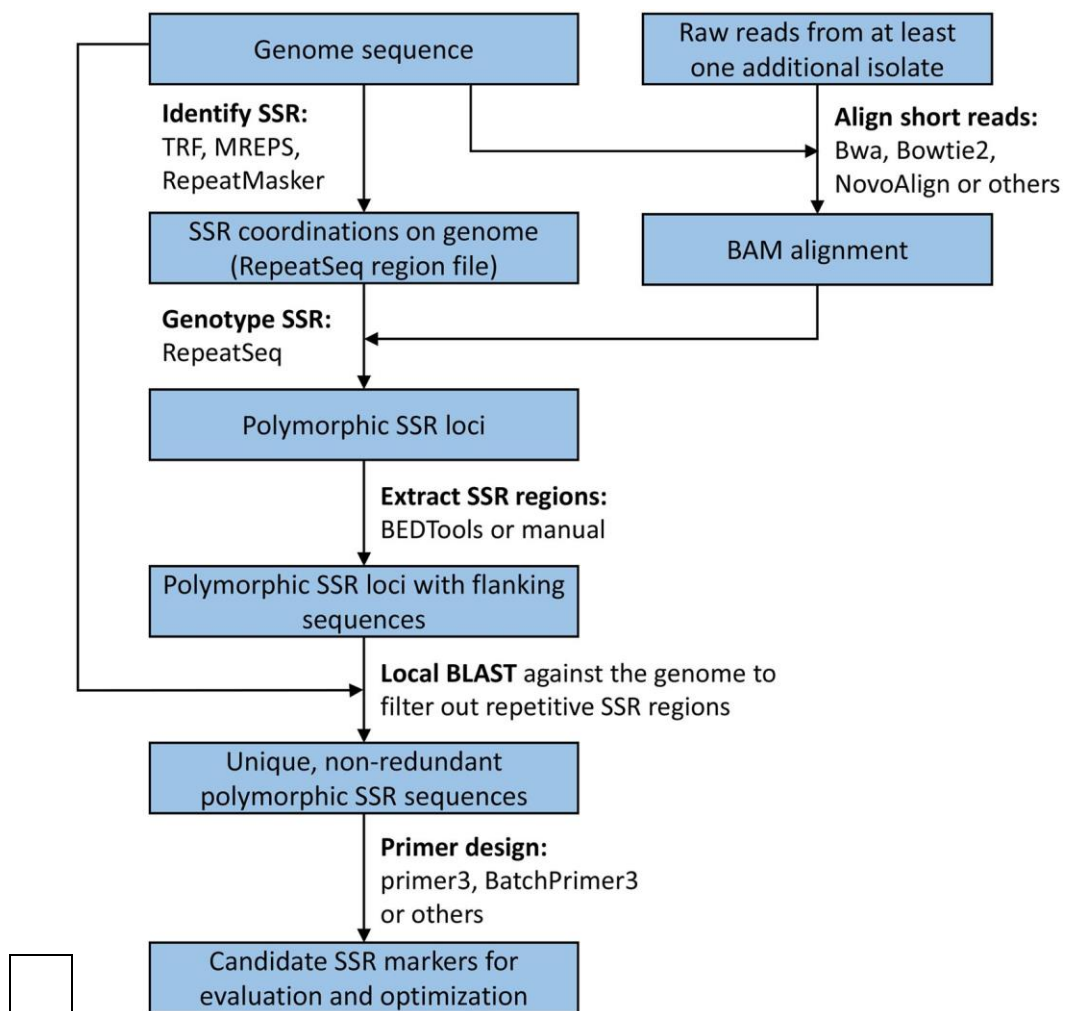 Genome sequence
Raw reads from at least
one additional isolate
Identify SSR:
TRF, MREPS,
RepeatMasker
Align short reads:
Bwa, Bowtie2,
NovoAlign or others
SSR coordinations on genome
(RepeatSeq region file)
BAM alignment
Genotype SSR:
RepeatSeq
Polymorphic SSR loci
Extract SSR regions:
BEDTools or manual
Polymorphic SSR loci with flanking
sequences
Local BLAST against the genome to
filter out repetitive SSR regions
Unique, non-redundant
polymorphic SSR sequences
Primer design:
primer3, BatchPrimer3
or others
Candidate SSR markers for
evaluation and optimization